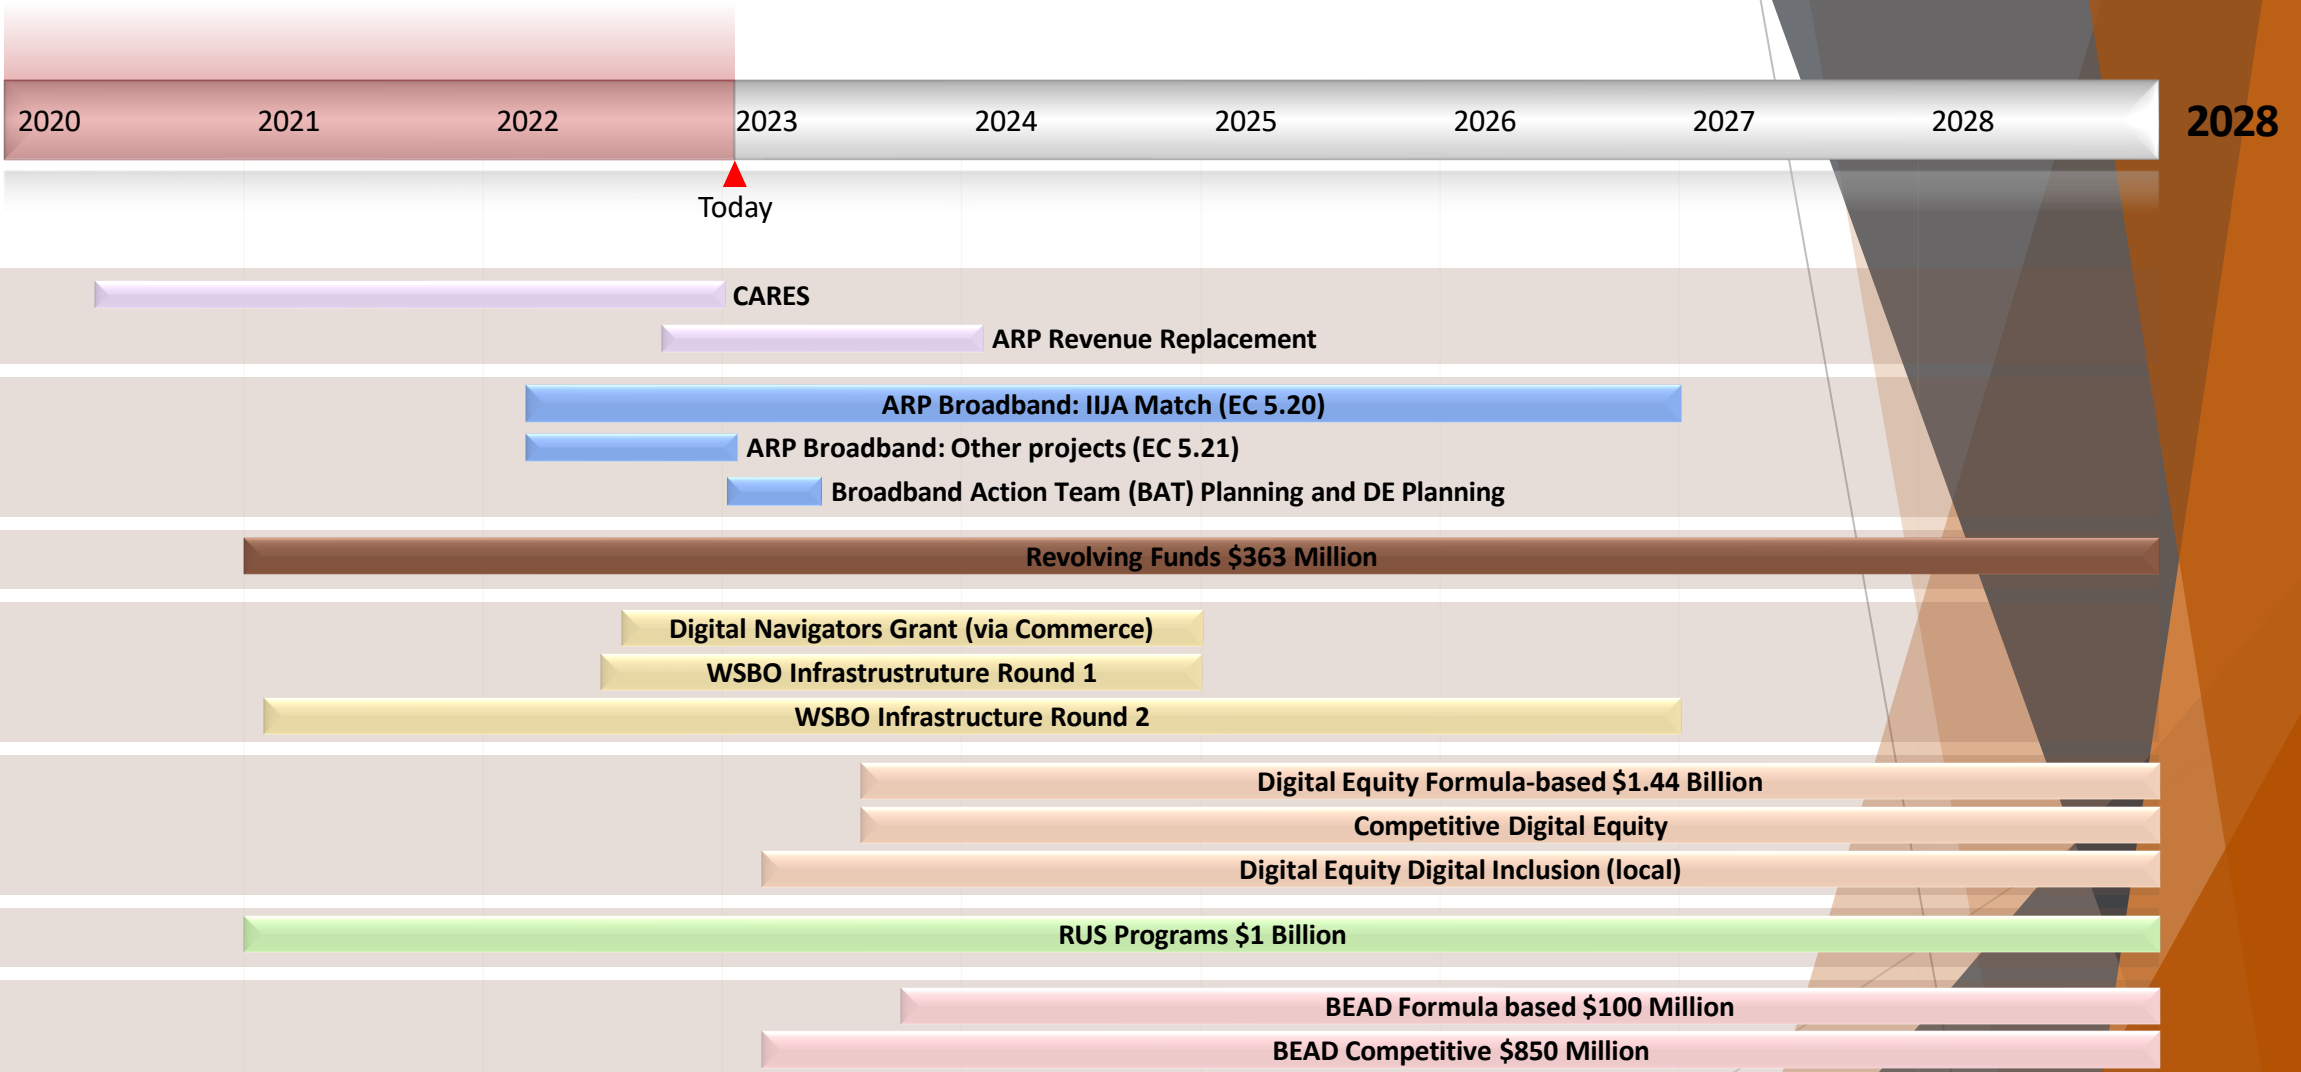 2020 2021 2022 2023 2024 2025 2026 2027 2028 2028
Today
CARES
ARP Revenue Replacement
ARP Broadband: IIJA Match (EC 5.20)
ARP Broadband: Other projects (EC 5.21)
Broadband Action Team (BAT) Planning and DE Planning
Revolving Funds $363 Million
Digital Navigators Grant (via Commerce)
WSBO Infrastrustruture Round 1
WSBO Infrastructure Round 2
Digital Equity Formula-based $1.44 Billion
Competitive Digital Equity
Digital Equity Digital Inclusion (local)
RUS Programs $1 Billion
BEAD Formula based $100 Million
BEAD Competitive $850 Million